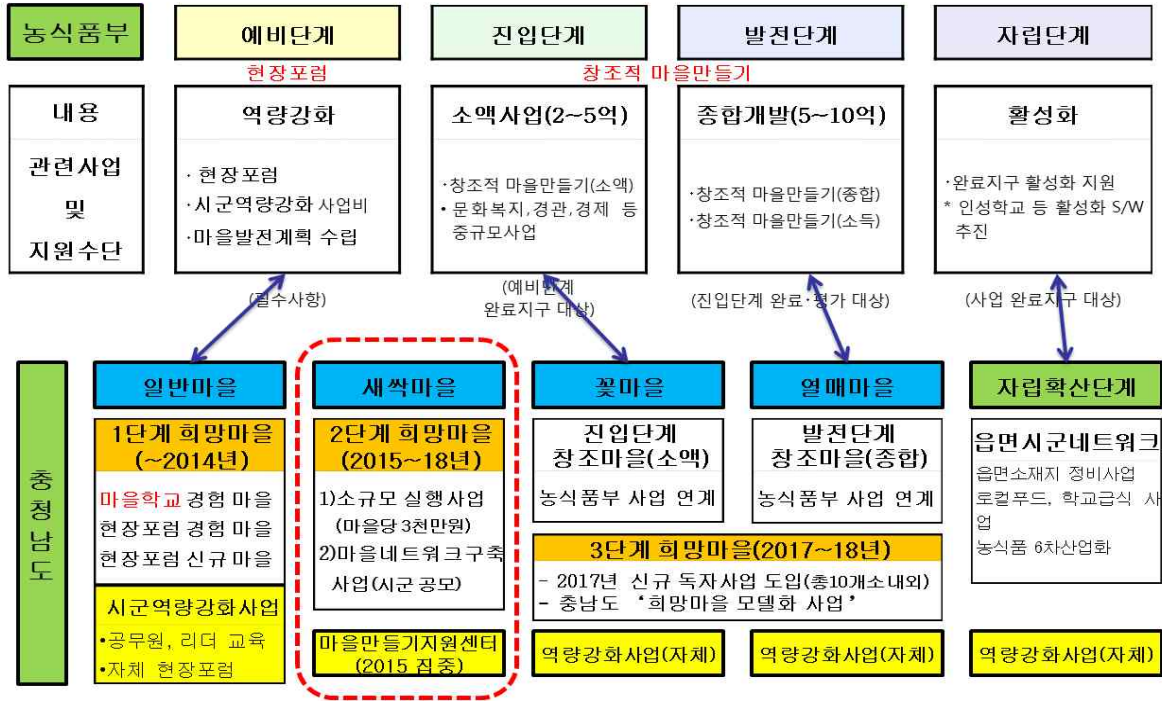 농식품부
예비단계
진입단계
발전단계
자립단계
현장포럼
창조적 마을만들기
내용
관련사업
및
지원수단
역량강화
· 현장포럼
·시군역량강화 사업비
·마을발전계획 수립
소액사업(2~5억)
·창조적 마을만들기(소액)
• 문화복지,경관,경제 등
중규모사업
종합개발(5~10억)
·창조적 마을만들기(종합)
·창조적 마을만들기(소득)
활성화
·완료지구 활성화 지원
* 인성학교 등 활성화 S/W
추진
(필수사항)
(예비단계
완료지구 대상)
(진입단계 완료·평가 대상)
(사업 완료지구 대상)
충청남도
일반마을
1단계 희망마을
(~2014년)
마을학교 경험 마을
현장포럼 경험 마을
현장포럼 신규 마을
시군역량강화사업
•공무원, 리더 교육
•자체 현장포럼
새싹마을
2단계 희망마을
(2015~18년)
1)소규모 실행사업
(마을당 3천만원)
2)마을네트워크구축
사업(시군 공모)
마을만들기지원센터
(2015 집중)
꽃마을
진입단계
창조마을(소액)
농식품부 사업 연계
열매마을
발전단계
창조마을(종합)
농식품부 사업 연계
3단계 희망마을(2017~18년)
- 2017년 신규 독자사업 도입(총10개소내외)
- 충남도 ‘희망마을 모델화 사업’
역량강화사업(자체)
역량강화사업(자체)
자립확산단계
읍면시군네트워크
읍면소재지 정비사업
로컬푸드, 학교급식 사
업
농식품 6차산업화
역량강화사업(자체)